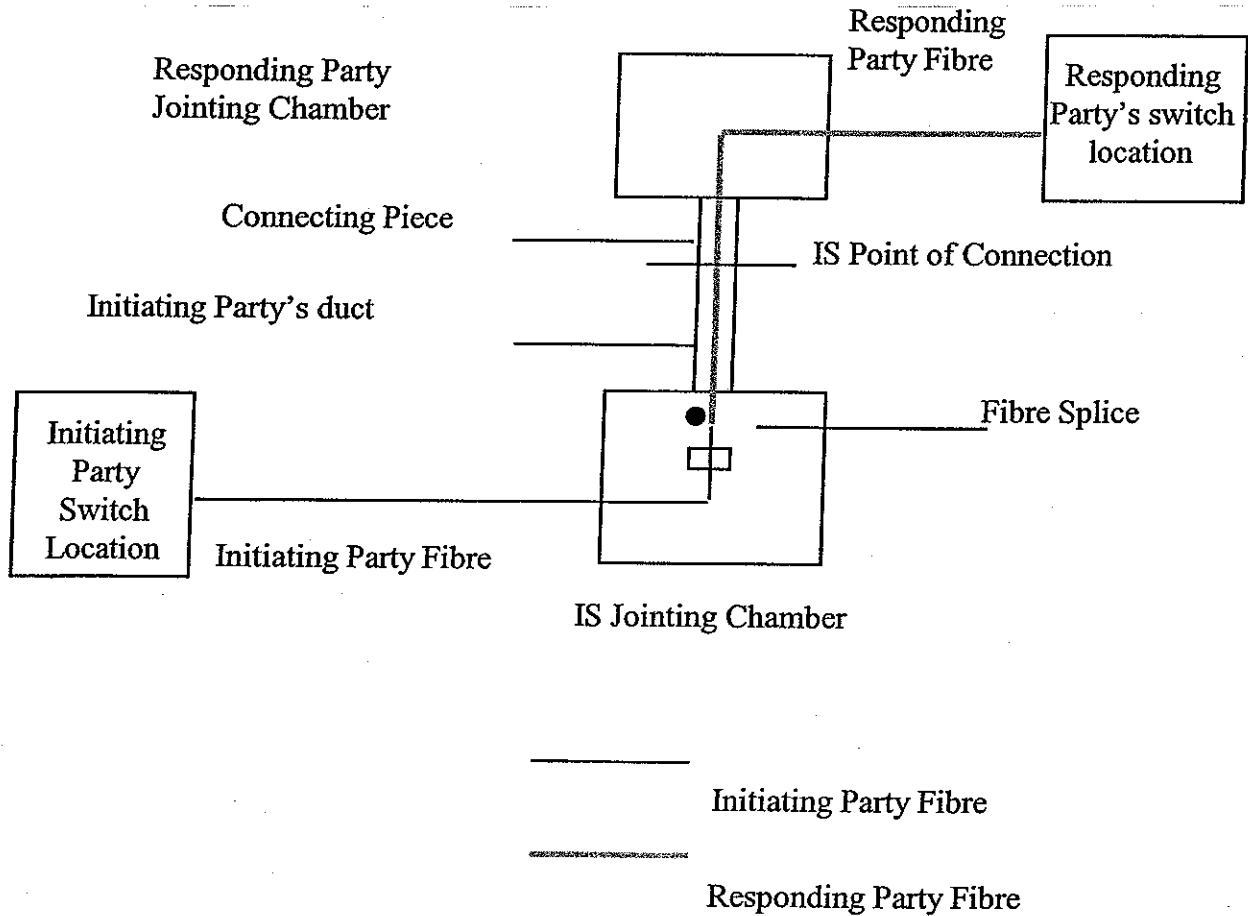 Responding
Party Fibre
Responding Party
Jointing Chamber
Responding
Party's switch
location
Connecting Piece
IS Point of Connection
Initiating Party's duct
Fibre Splice
Initiating
Party
Switch
Location
Initiating Party Fibre
IS Jointing Chamber
Initiating Party Fibre
Responding Party Fibre